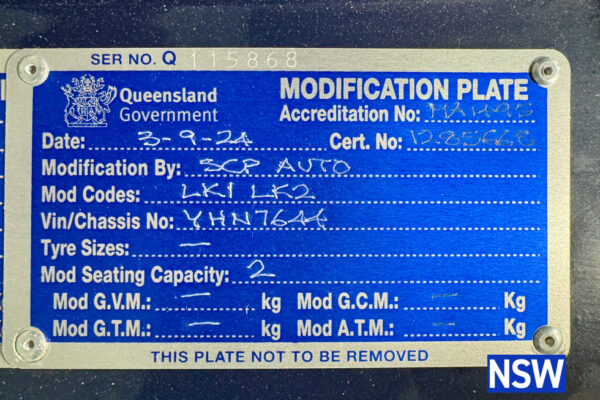 SER NO. Q 115868
Queensland Government
MODIFICATION PLATE
Accreditation No:
Date: 3-9-24 Cert. No:
Modification By: SCP AUTO
Mod Codes: LK1 LK2
Vin/Chassis No: YHN7644
Tyre Sizes: —
Mod Seating Capacity: 2
Mod G.V.M.: — kg Mod G.C.M.: – Kg
Mod G.T.M.: — kg Mod A.T.M.: – Kg
THIS PLATE NOT TO BE REMOVED
NSW